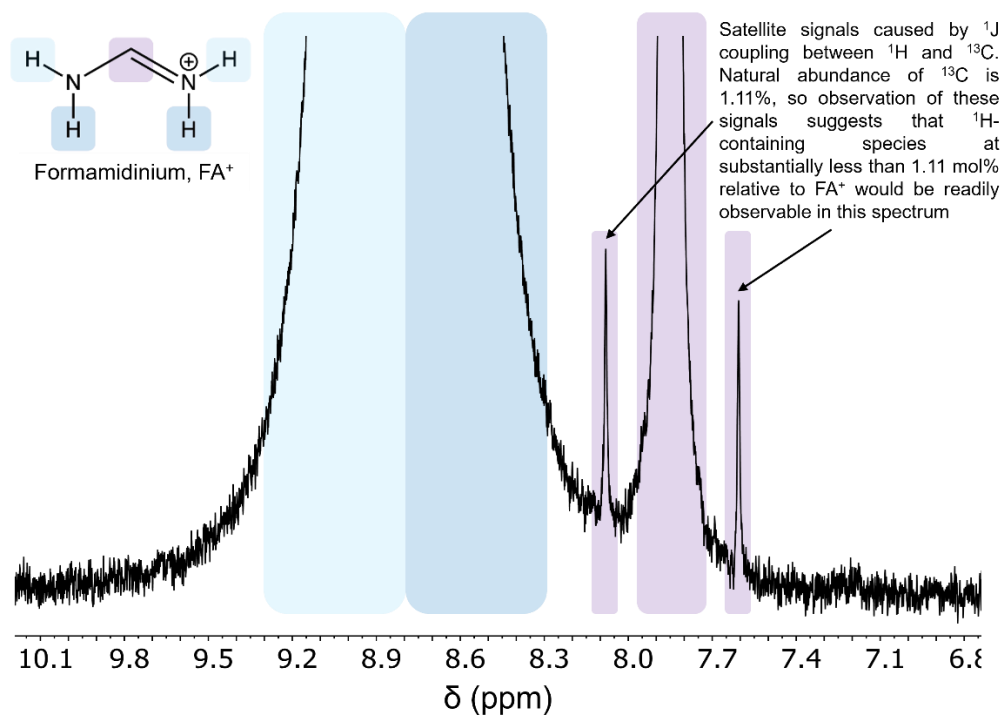 H
N
H
⊕
N
H
H
Formamidinium, FA⁺
Satellite signals caused by ¹J
coupling between ¹H and ¹³C.
Natural abundance of ¹³C is
1.11%, so observation of these
signals suggests that ¹H-
containing species at
substantially less than 1.11 mol%
relative to FA⁺ would be readily
observable in this spectrum
10.1 9.8 9.5 9.2 8.9 8.6 8.3 8.0 7.7 7.4 7.1 6.8
δ (ppm)